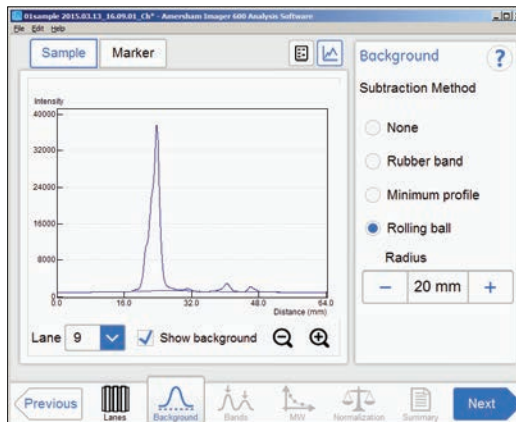 01sample 2015.03.13_16.09.01_Ch* - Amersham Imager 600 Analysis Software
File Edit Help
Sample
Marker
Background
?
Subtraction Method
None
Rubber band
Minimum profile
Rolling ball
Radius
− 20 mm +
Intensity
40000
32000
24000
16000
8000
0
0.0 16.0 32.0 48.0 64.0
Distance (mm)
Lane 9 Show background
Previous
Lanes
Background
Bands
MW
Normalization
Summary
Next